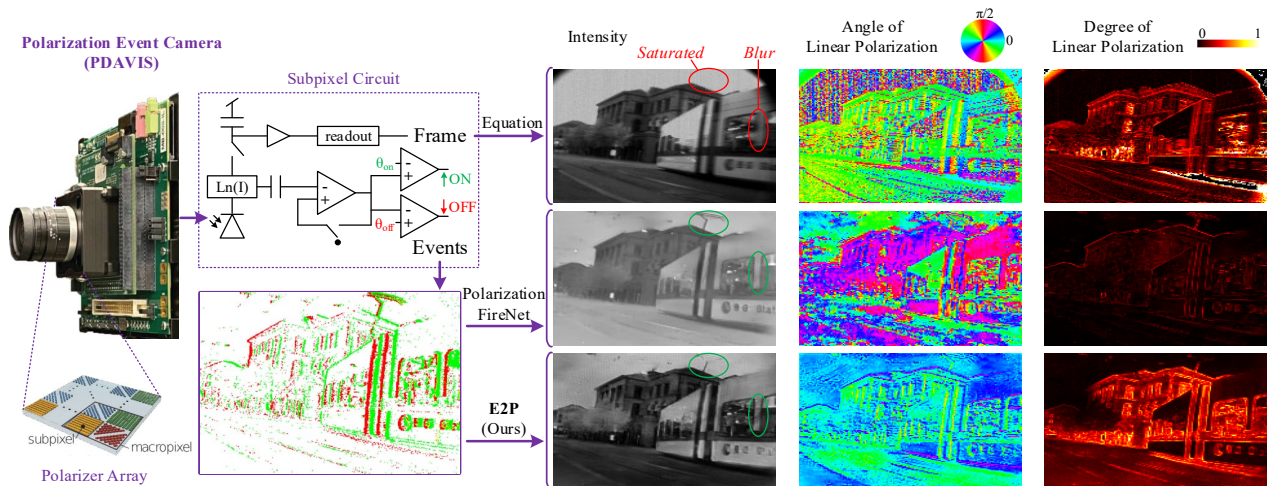 Polarization Event Camera
(PDAVIS)
Subpixel Circuit
readout
Frame
Ln(I)
θon
ON
OFF
θoff
Events
subpixel
macropixel
Polarizer Array
Equation
Polarization
FireNet
E2P
(Ours)
Intensity
Saturated
Blur
Angle of
Linear Polarization
π/2
0
Degree of
Linear Polarization
0
1